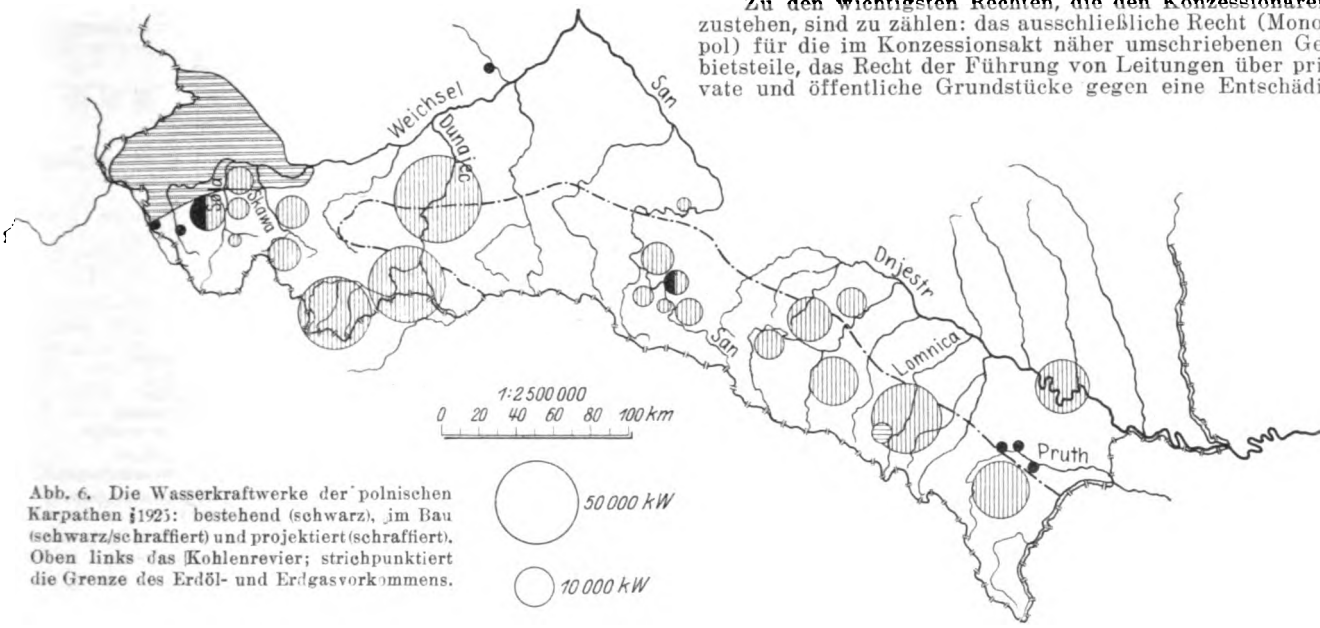 Zu den wichtigsten Rechten, die den Konzessionären
zustehen, sind zu zählen: das ausschließliche Recht (Mono
pol) für die im Konzessionsakt näher umschriebenen Ge
bietsteile, das Recht der Führung von Leitungen über pri
vate und öffentliche Grundstücke gegen eine Entschädi
Weichsel
Dunajec
San
Sola
Skawa
Dnjestr
San
Lomnica
Pruth
1:2500000
0 20 40 60 80 100 km
50 000 kW
10 000 kW
Abb. 6. Die Wasserkraftwerke der polnischen
Karpathen 1925: bestehend (schwarz), im Bau
(schwarz/schraffiert) und projektiert (schraffiert).
Oben links das Kohlenrevier; strichpunktiert
die Grenze des Erdöl- und Erdgasvorkommens.